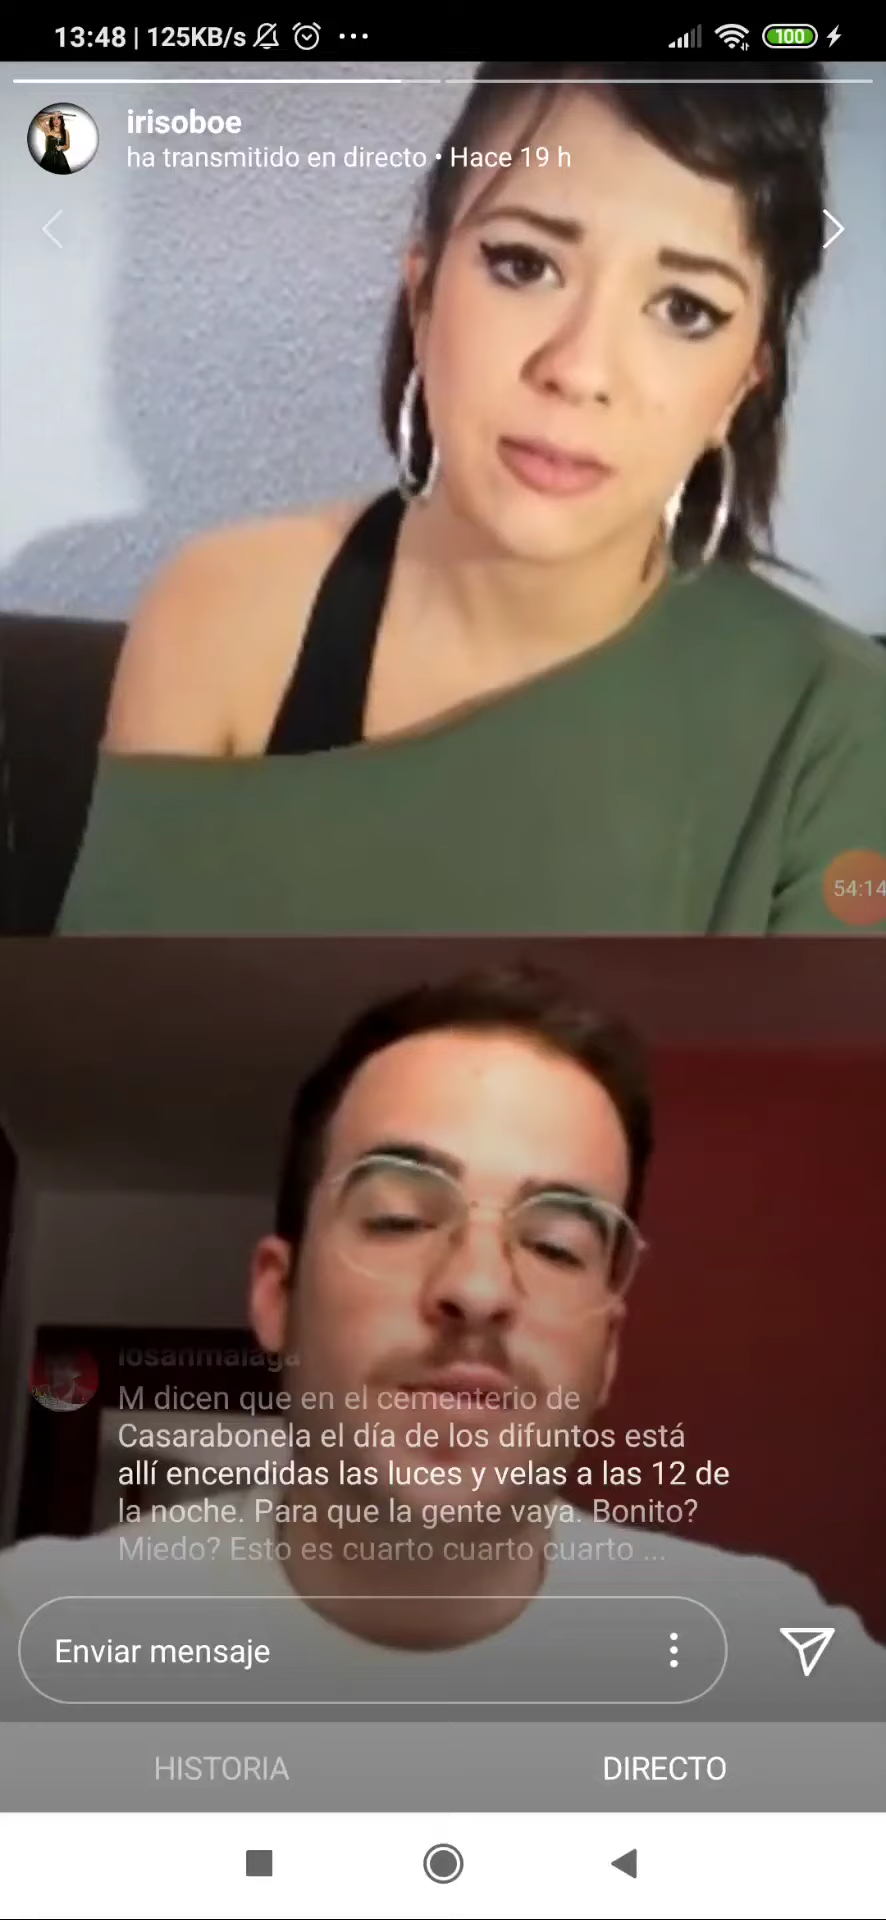 13:48 | 125KB/s
100
irisoboe
ha transmitido en directo • Hace 19 h
54:14
losanmalaga
M dicen que en el cementerio de
Casarabonela el día de los difuntos está
allí encendidas las luces y velas a las 12 de
la noche. Para que la gente vaya. Bonito?
Miedo? Esto es cuarto cuarto cuarto ...
Enviar mensaje
HISTORIA
DIRECTO